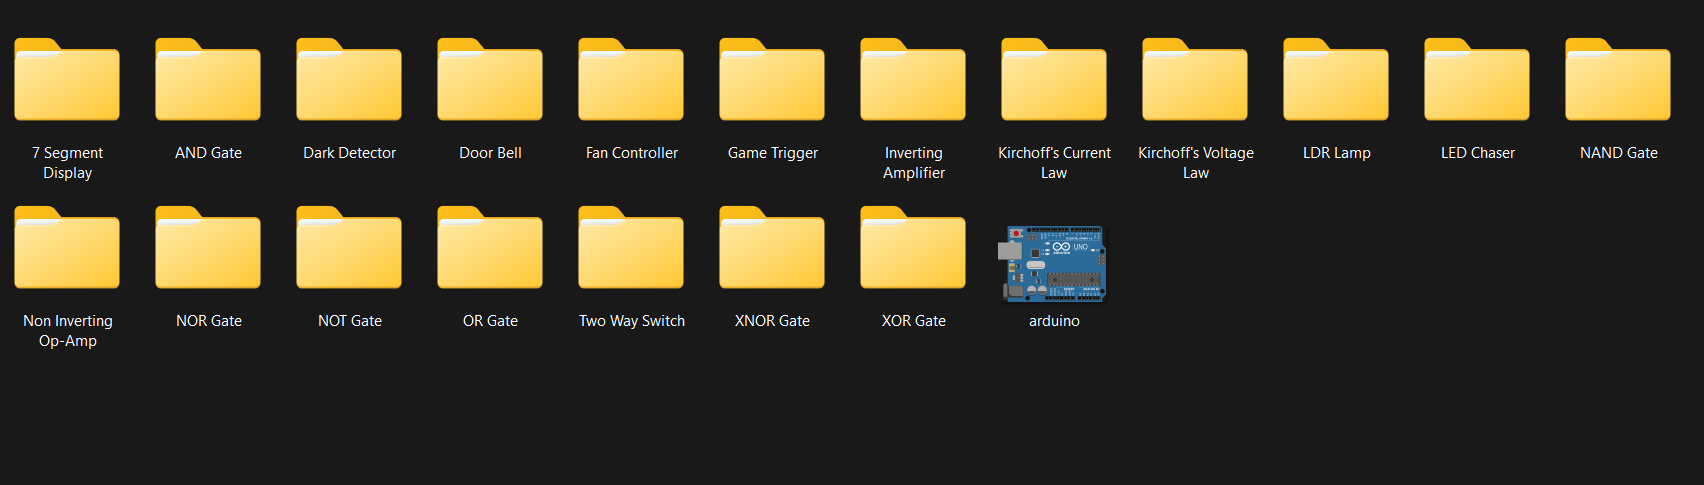 7 Segment
Display
AND Gate
Dark Detector
Door Bell
Fan Controller
Game Trigger
Inverting
Amplifier
Kirchoff's Current
Law
Kirchoff's Voltage
Law
LDR Lamp
LED Chaser
NAND Gate
Non Inverting
Op-Amp
NOR Gate
NOT Gate
OR Gate
Two Way Switch
XNOR Gate
XOR Gate
UNO
arduino